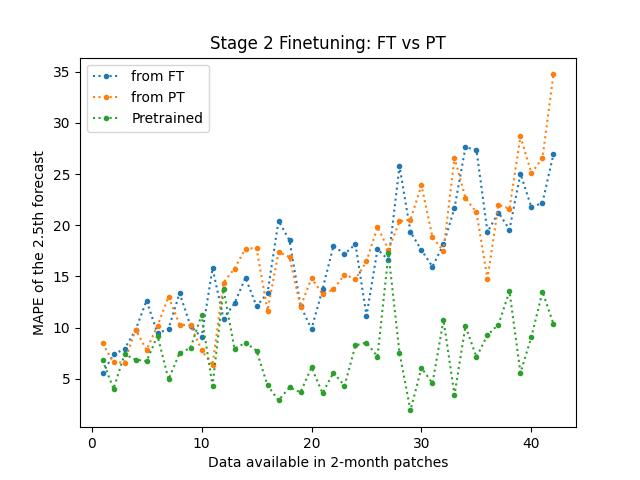 Stage 2 Finetuning: FT vs PT
from FT
from PT
Pretrained
MAPE of the 2.5th forecast
35
30
25
20
15
10
5
0
10
20
30
40
Data available in 2-month patches